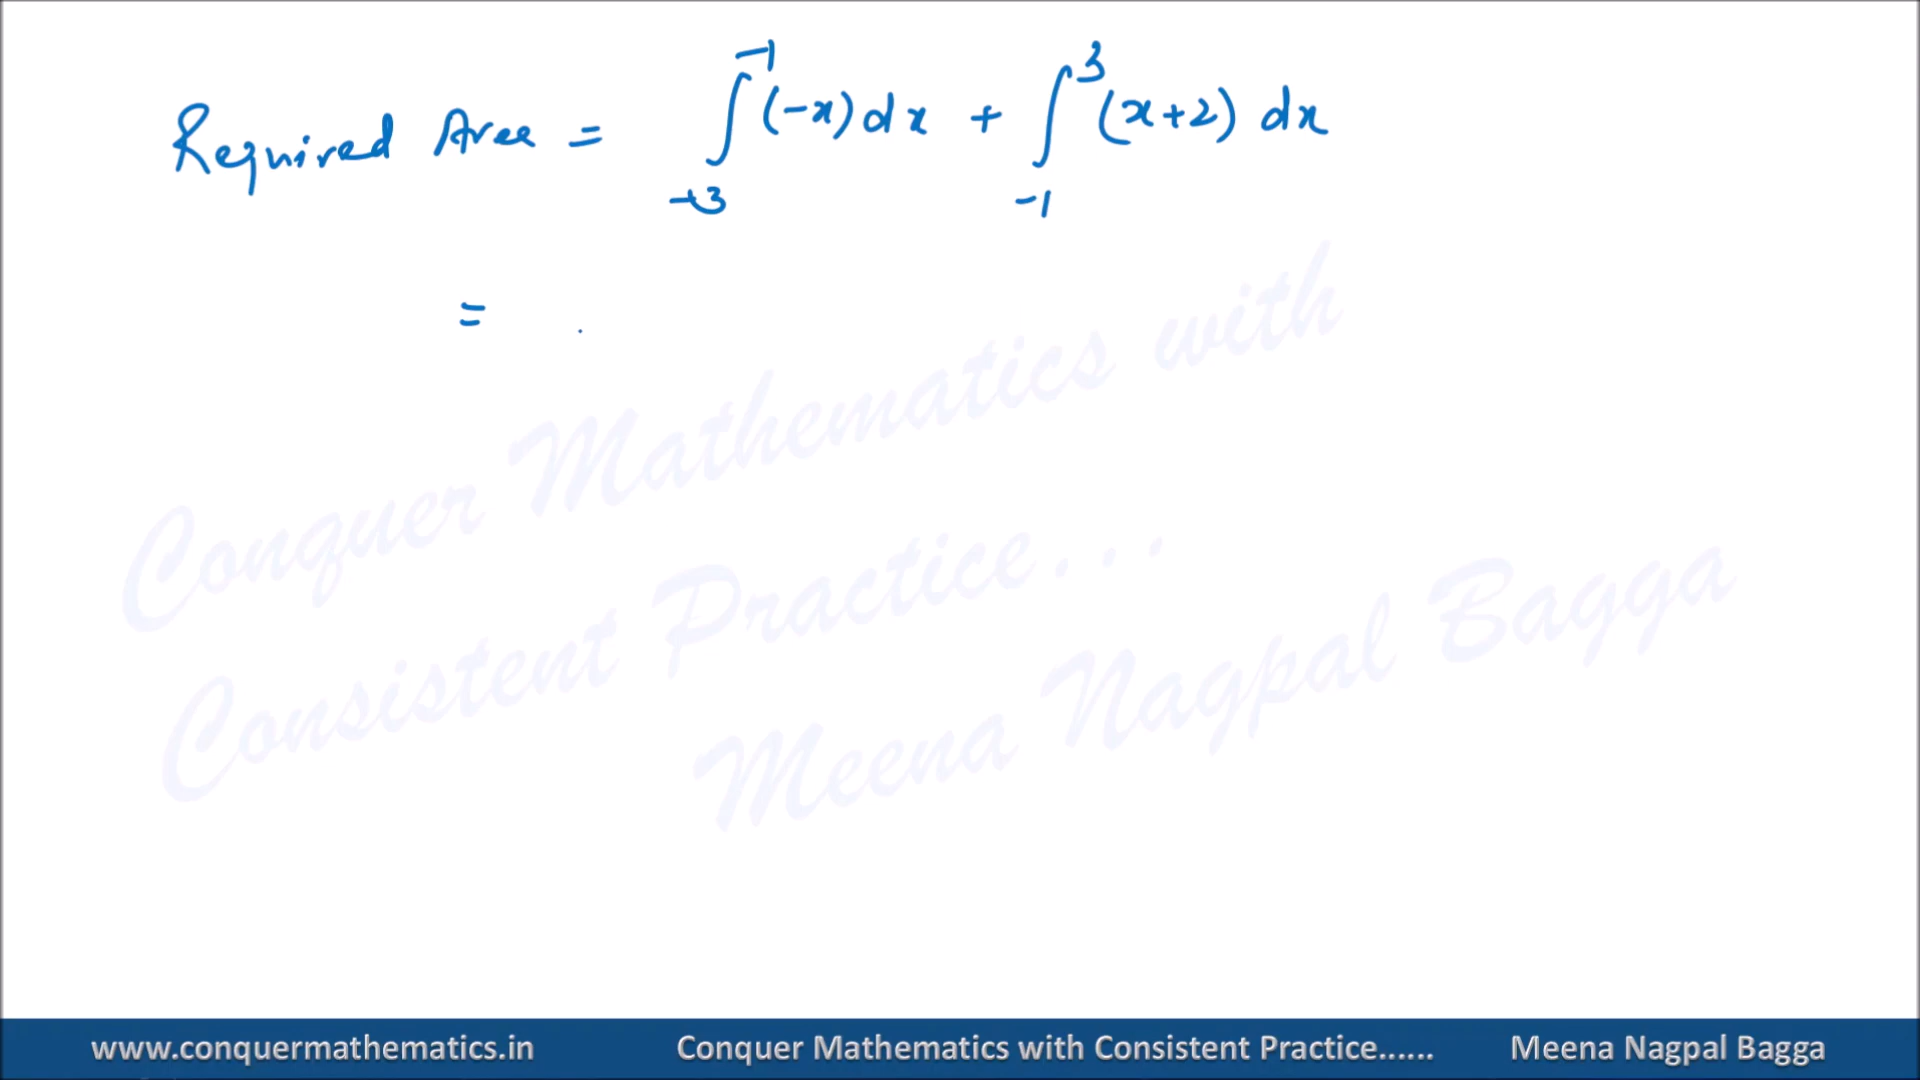 Required Area = ∫_{-3}^{-1} (-x) dx + ∫_{-1}^{3} (x+2) dx
=
Conquer Mathematics with
Consistent Practice...
Meena Nagpal Bagga
www.conquermathematics.in Conquer Mathematics with Consistent Practice...... Meena Nagpal Bagga